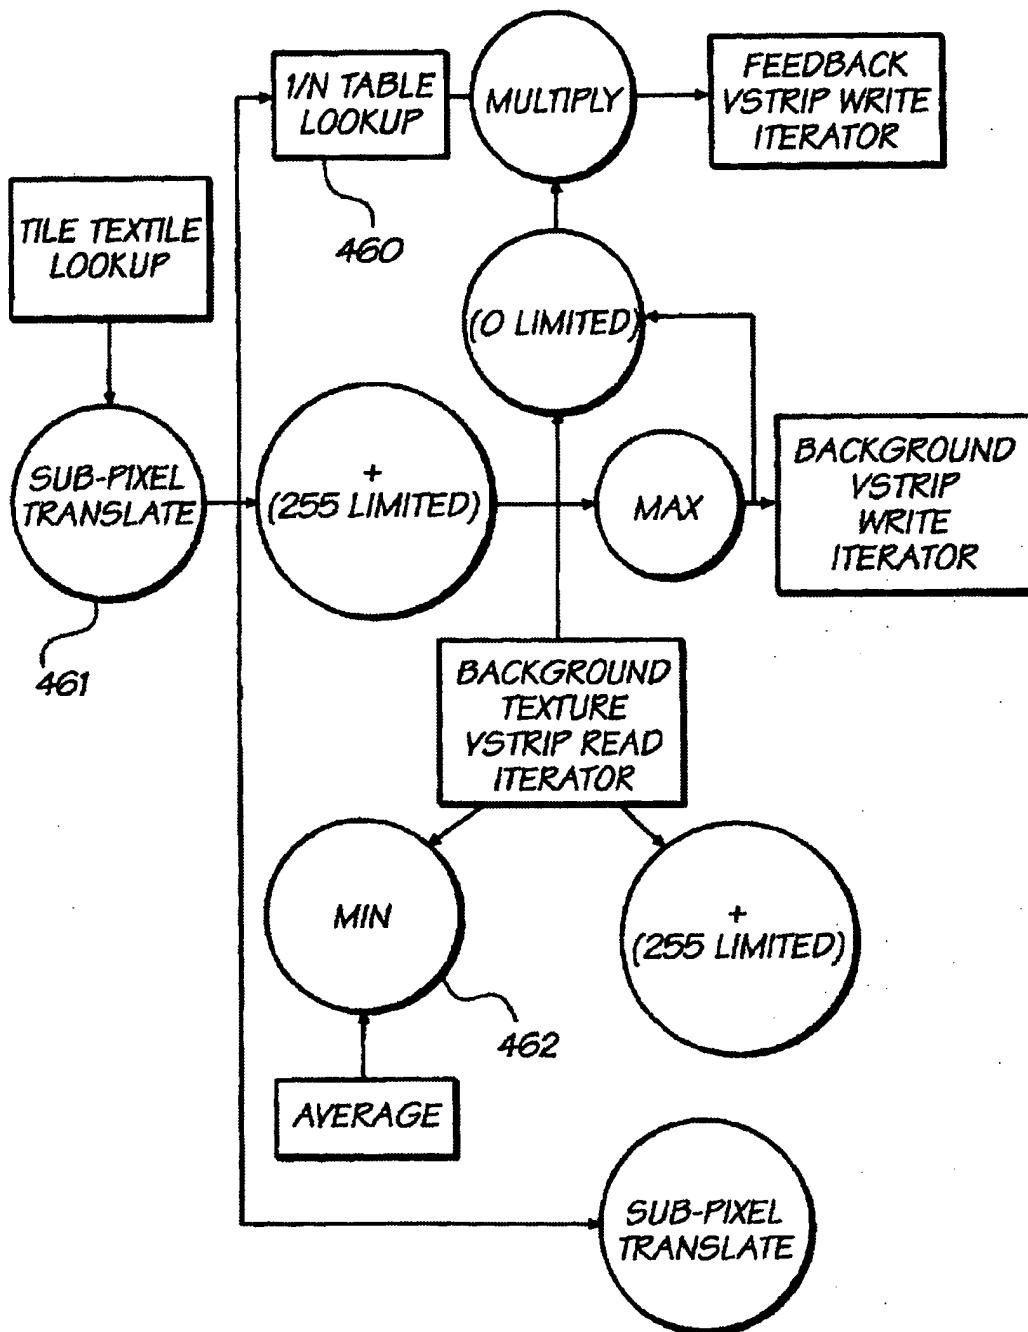 1/N TABLE
LOOKUP
MULTIPLY
FEEDBACK
VSTRIP WRITE
ITERATOR
460
TILE TEXTILE
LOOKUP
(0 LIMITED)
SUB-PIXEL
TRANSLATE
+
(255 LIMITED)
MAX
BACKGROUND
VSTRIP
WRITE
ITERATOR
461
BACKGROUND
TEXTURE
VSTRIP READ
ITERATOR
MIN
+
(255 LIMITED)
462
AVERAGE
SUB-PIXEL
TRANSLATE